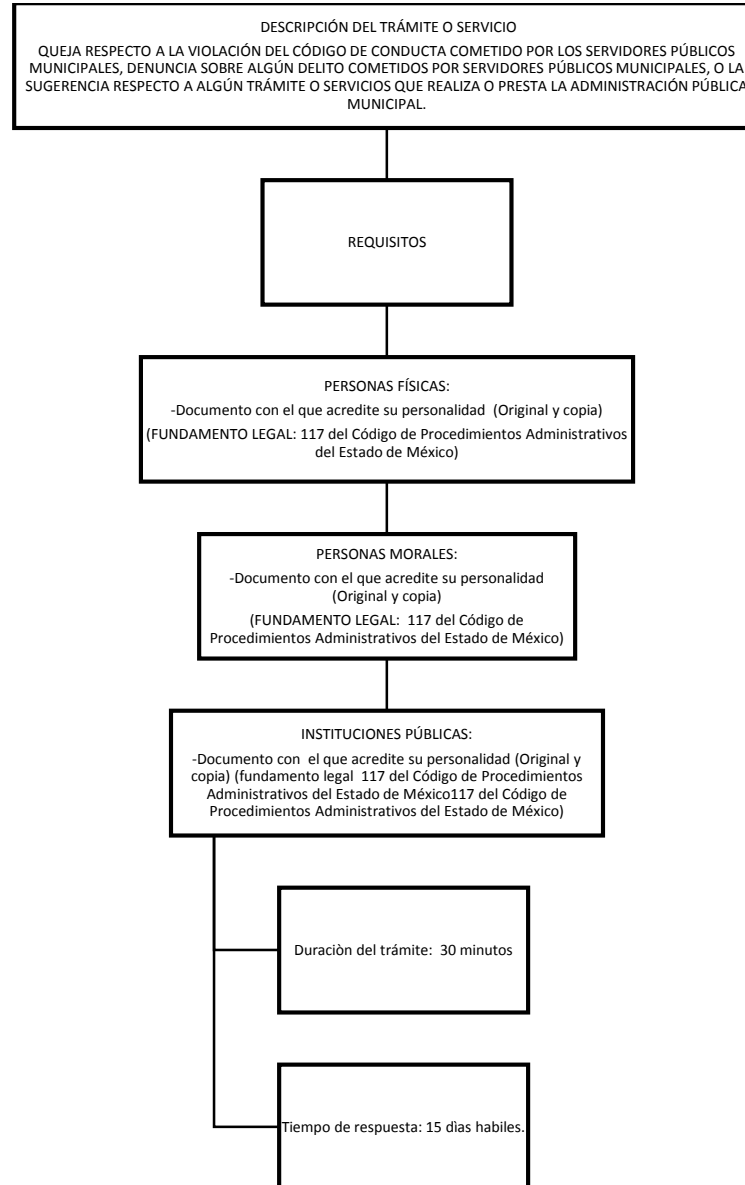 DESCRIPCIÓN DEL TRÁMITE O SERVICIO
QUEJA RESPECTO A LA VIOLACIÓN DEL CÓDIGO DE CONDUCTA COMETIDO POR LOS SERVIDORES PÚBLICOS
MUNICIPALES, DENUNCIA SOBRE ALGÚN DELITO COMETIDOS POR SERVIDORES PÚBLICOS MUNICIPALES, O LA
SUGERENCIA RESPECTO A ALGÚN TRÁMITE O SERVICIOS QUE REALIZA O PRESTA LA ADMINISTRACIÓN PÚBLICA
MUNICIPAL.
REQUISITOS
PERSONAS FÍSICAS:
-Documento con el que acredite su personalidad (Original y copia)
(FUNDAMENTO LEGAL: 117 del Código de Procedimientos Administrativos
del Estado de México)
PERSONAS MORALES:
-Documento con el que acredite su personalidad
(Original y copia)
(FUNDAMENTO LEGAL: 117 del Código de
Procedimientos Administrativos del Estado de México)
INSTITUCIONES PÚBLICAS:
-Documento con el que acredite su personalidad (Original y
copia) (fundamento legal 117 del Código de Procedimientos
Administrativos del Estado de México117 del Código de
Procedimientos Administrativos del Estado de México)
Duraciòn del trámite: 30 minutos
Tiempo de respuesta: 15 dìas habiles.